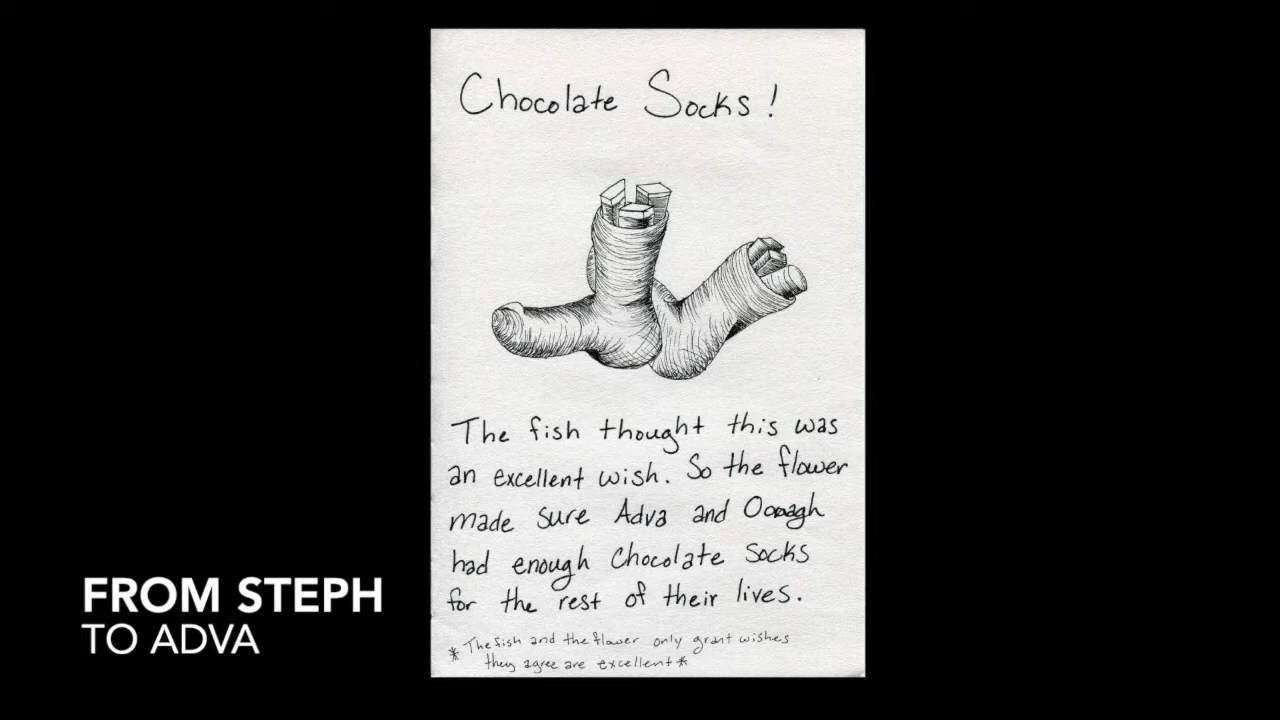 Chocolate Socks!
The fish thought this was
an excellent wish. So the flower
made sure Adva and Oonagh
had enough Chocolate Socks
for the rest of their lives.
*The fish and the flower only grant wishes
they agree are excellent*
FROM STEPH
TO ADVA